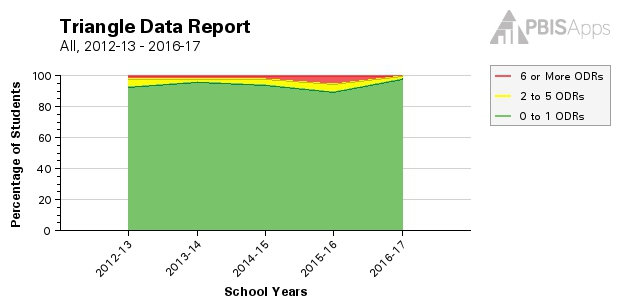 Triangle Data Report
All, 2012-13 - 2016-17
PBISApps
6 or More ODRs
2 to 5 ODRs
0 to 1 ODRs
Percentage of Students
100
80
60
40
20
0
2012-13
2013-14
2014-15
2015-16
2016-17
School Years